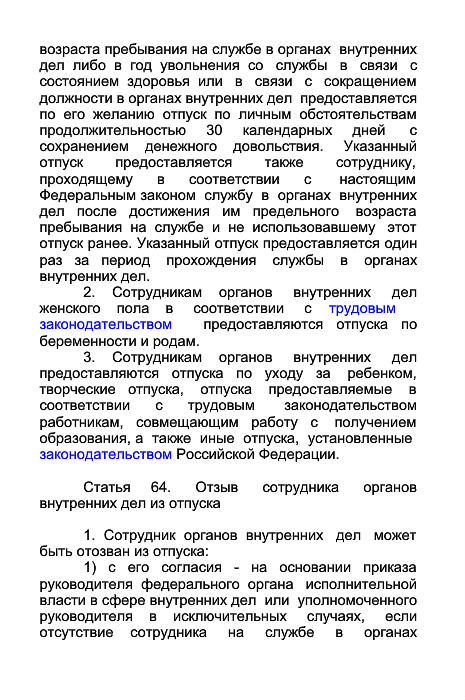 возраста пребывания на службе в органах внутренних
дел либо в год увольнения со службы в связи с
состоянием здоровья или в связи с сокращением
должности в органах внутренних дел предоставляется
по его желанию отпуск по личным обстоятельствам
продолжительностью 30 календарных дней с
сохранением денежного довольствия. Указанный
отпуск предоставляется также сотруднику,
проходящему в соответствии с настоящим
Федеральным законом службу в органах внутренних
дел после достижения им предельного возраста
пребывания на службе и не использовавшему этот
отпуск ранее. Указанный отпуск предоставляется один
раз за период прохождения службы в органах
внутренних дел.
2. Сотрудникам органов внутренних дел
женского пола в соответствии с трудовым
законодательством предоставляются отпуска по
беременности и родам.
3. Сотрудникам органов внутренних дел
предоставляются отпуска по уходу за ребенком,
творческие отпуска, отпуска предоставляемые в
соответствии с трудовым законодательством
работникам, совмещающим работу с получением
образования, а также иные отпуска, установленные
законодательством Российской Федерации.
Статья 64. Отзыв сотрудника органов
внутренних дел из отпуска
1. Сотрудник органов внутренних дел может
быть отозван из отпуска:
1) с его согласия - на основании приказа
руководителя федерального органа исполнительной
власти в сфере внутренних дел или уполномоченного
руководителя в исключительных случаях, если
отсутствие сотрудника на службе в органах